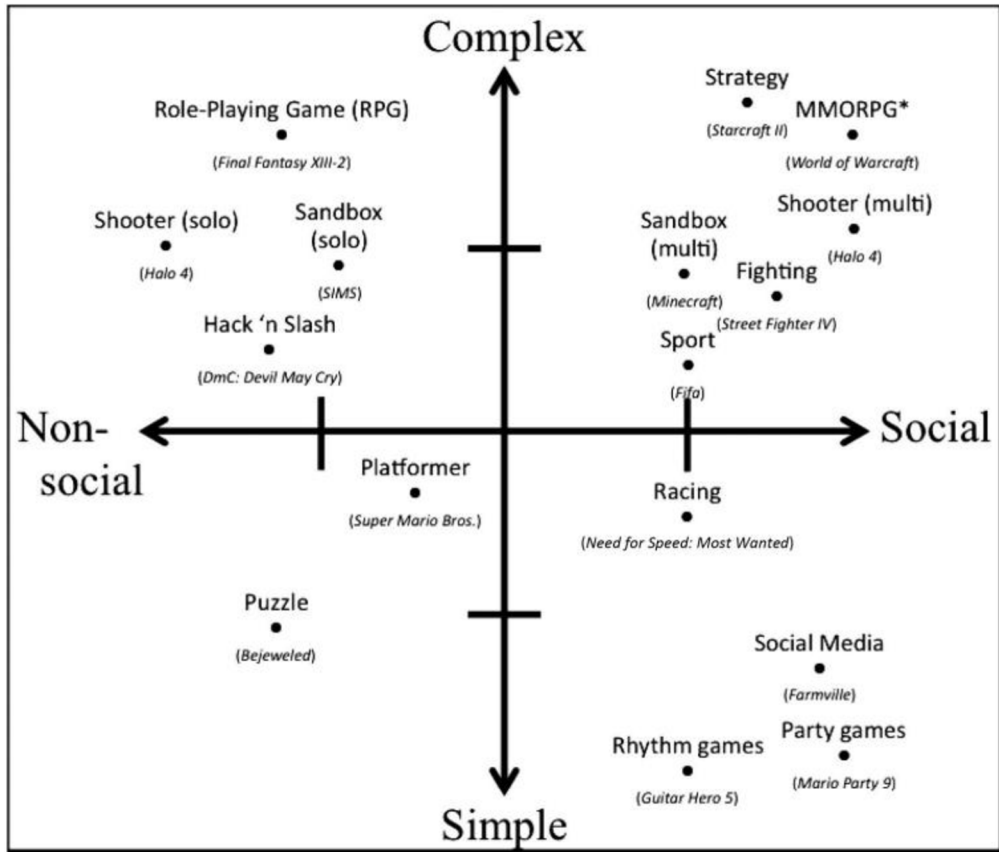 Complex
Strategy
(Starcraft II)
Role-Playing Game (RPG)
(Final Fantasy XIII-2)
MMORPG*
(World of Warcraft)
Shooter (solo)
(Halo 4)
Sandbox
(solo)
(SIMS)
Sandbox
(multi)
(Minecraft)
Shooter (multi)
(Halo 4)
Fighting
(Street Fighter IV)
Hack ‘n Slash
(DmC: Devil May Cry)
Sport
(Fifa)
Non-
social
Social
Platformer
(Super Mario Bros.)
Racing
(Need for Speed: Most Wanted)
Puzzle
(Bejeweled)
Social Media
(Farmville)
Rhythm games
(Guitar Hero 5)
Party games
(Mario Party 9)
Simple